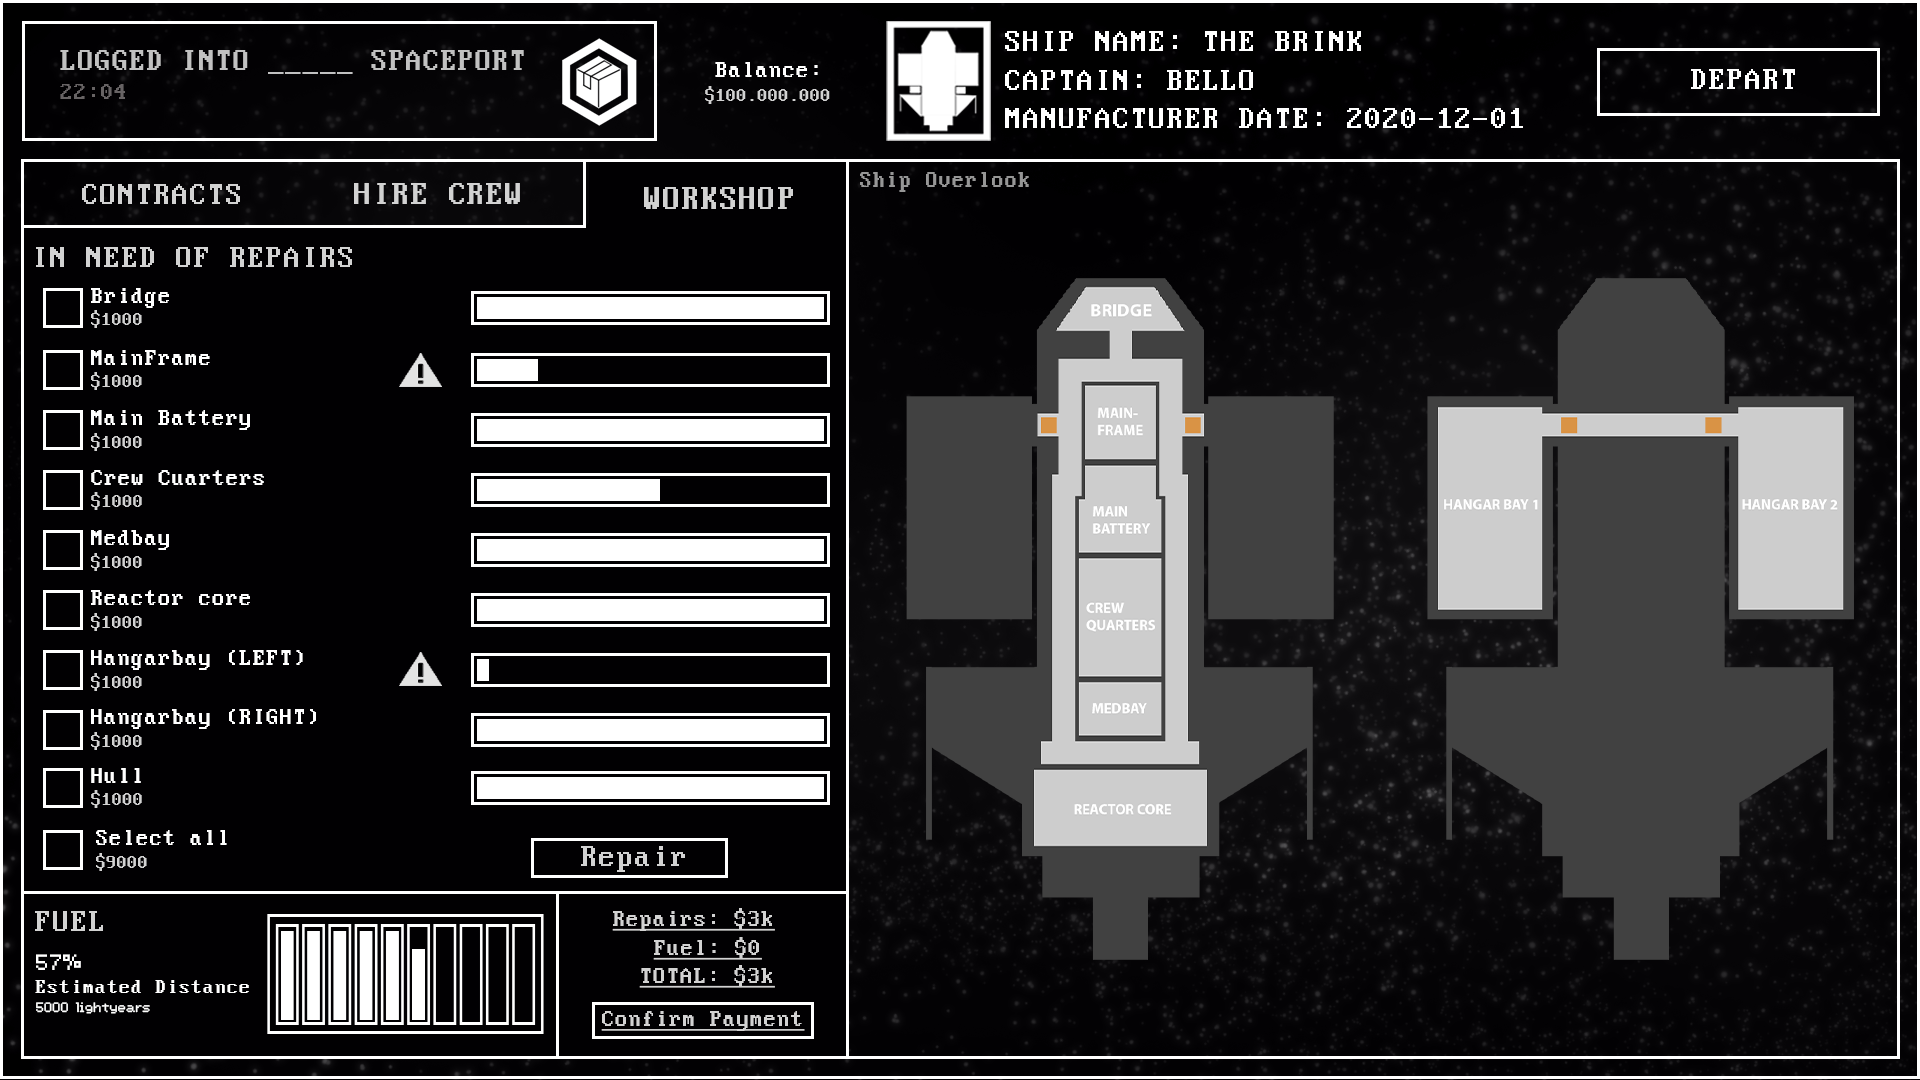 LOGGED INTO _____ SPACEPORT
22:04
Balance:
$100.000.000
SHIP NAME: THE BRINK
CAPTAIN: BELLO
MANUFACTURER DATE: 2020-12-01
DEPART
CONTRACTS
HIRE CREW
WORKSHOP
IN NEED OF REPAIRS
Bridge
$1000
MainFrame
$1000
Main Battery
$1000
Crew Cuarters
$1000
Medbay
$1000
Reactor core
$1000
Hangarbay (LEFT)
$1000
Hangarbay (RIGHT)
$1000
Hull
$1000
Select all
$9000
Repair
FUEL
57%
Estimated Distance
5000 lightyears
Repairs: $3k
Fuel: $0
TOTAL: $3k
Confirm Payment
Ship Overlook
BRIDGE
MAIN-
FRAME
MAIN
BATTERY
CREW
QUARTERS
MEDBAY
REACTOR CORE
HANGAR BAY 1
HANGAR BAY 2